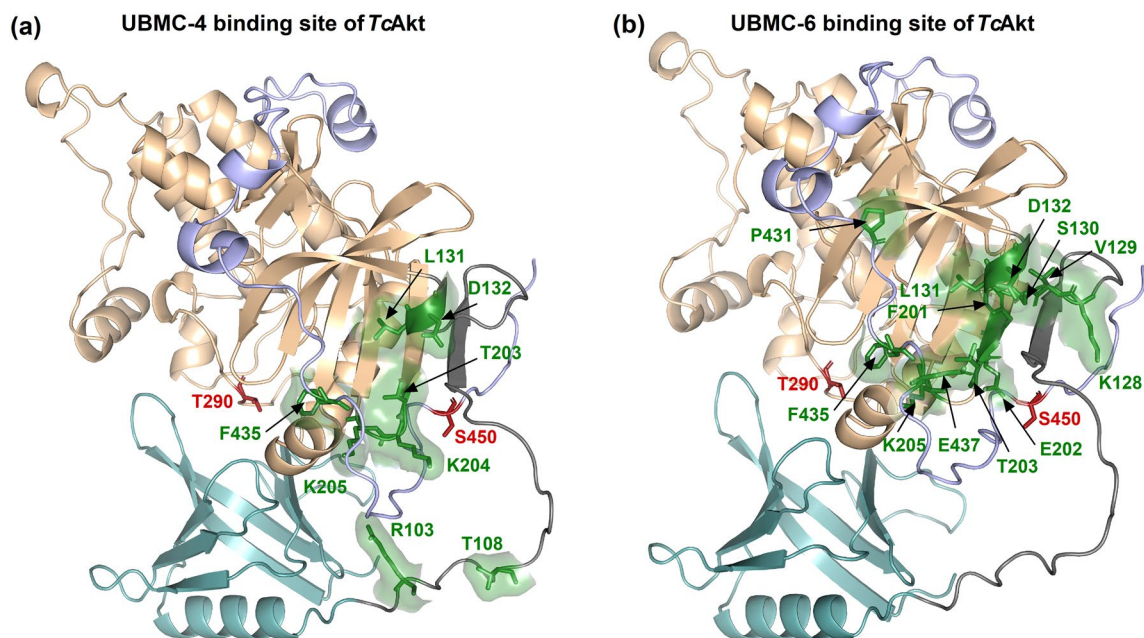 (a) UBMC-4 binding site of TcAkt
L131
D132
T203
T290
F435
S450
K204
K205
R103
T108
(b) UBMC-6 binding site of TcAkt
D132
S130
V129
P431
L131
F201
K128
T290
F435
S450
K205
E437
E202
T203